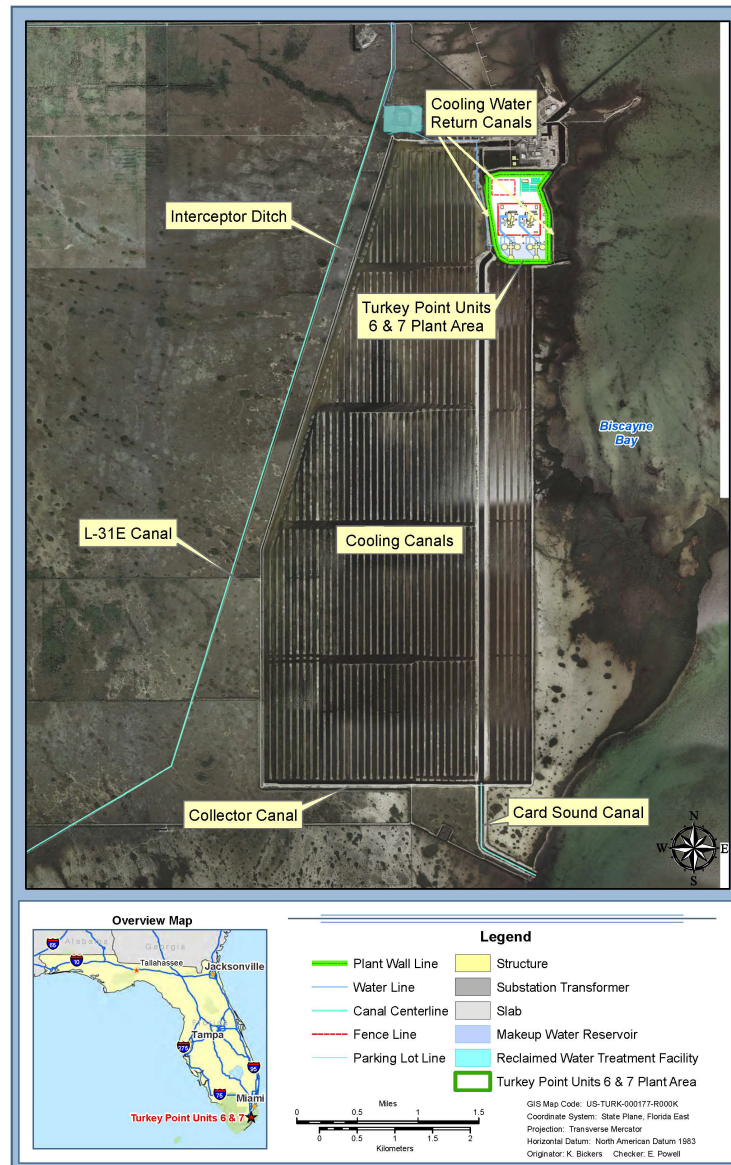 Cooling Water
Return Canals
Interceptor Ditch
Turkey Point Units
6 & 7 Plant Area
Biscayne
Bay
L-31E Canal
Cooling Canals
Collector Canal
Card Sound Canal
N
W
E
S
Overview Map
Alabama
Georgia
65
10
Tallahassee
Jacksonville
Tampa
275
95
75
Miami
Turkey Point Units 6 & 7
Legend
Plant Wall Line
Water Line
Canal Centerline
Fence Line
Parking Lot Line
Structure
Substation Transformer
Slab
Makeup Water Reservoir
Reclaimed Water Treatment Facility
Turkey Point Units 6 & 7 Plant Area
Miles
0 0.5 1 1.5
0 0.5 1 1.5 2
Kilometers
GIS Map Code: US-TURK-000177-R000K
Coordinate System: State Plane, Florida East
Projection: Transverse Mercator
Horizontal Datum: North American Datum 1983
Originator: K. Bickers Checker: E. Powell